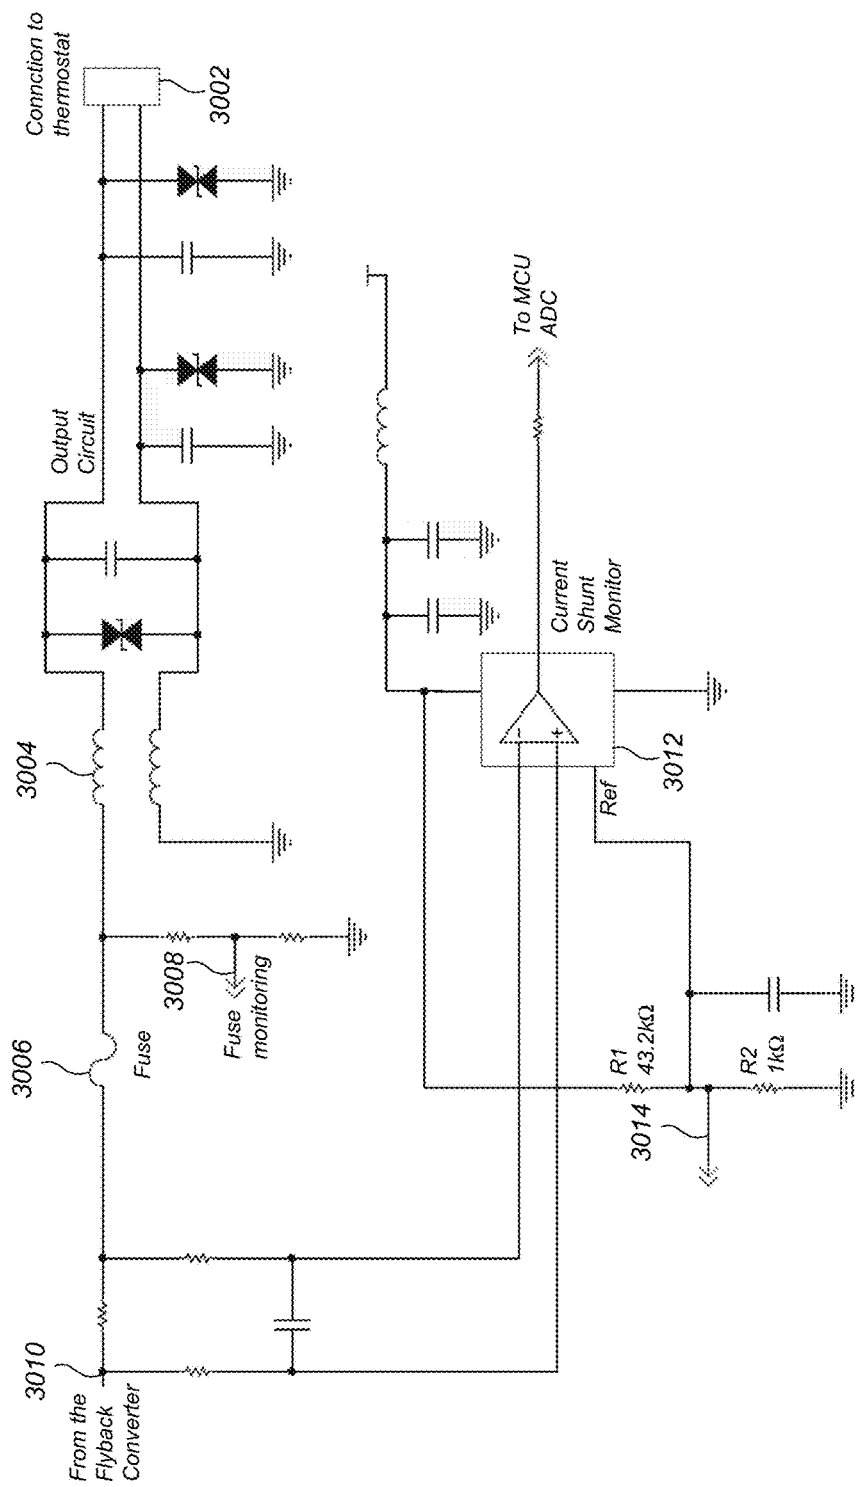 Connction to
thermostat
3002
Output
Circuit
3004
3006
Fuse
3008
Fuse
monitoring
3010
From the
Flyback
Converter
To MCU
ADC
Current
Shunt
Monitor
3012
Ref
−
+
R1
43.2kΩ
R2
1kΩ
3014